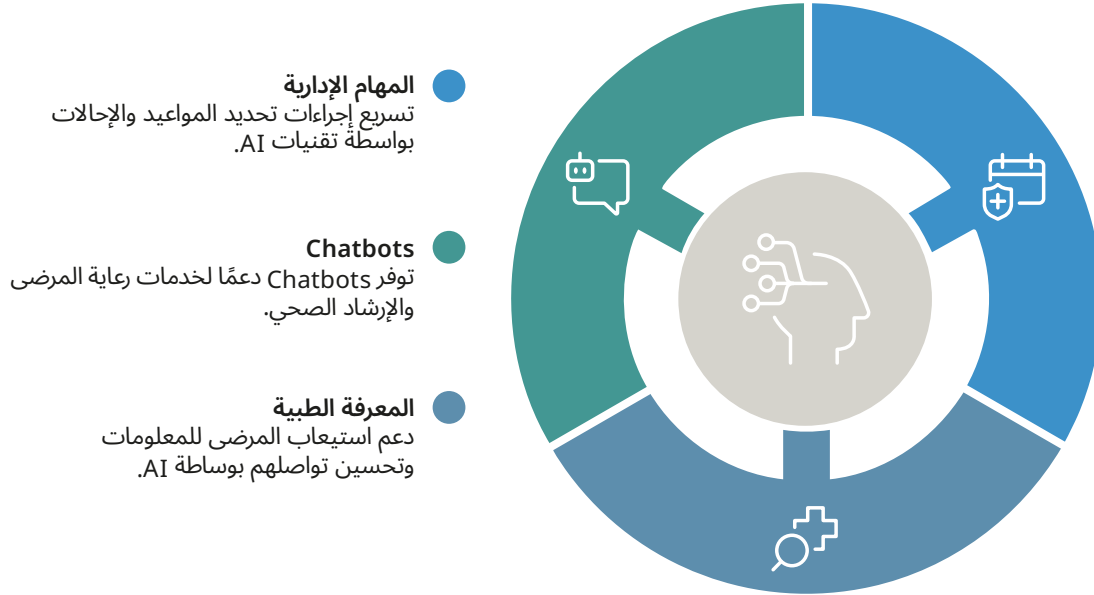 المهام الإدارية
تسريع إجراءات تحديد المواعيد والإحالات
بواسطة تقنيات AI.
Chatbots
توفر Chatbots دعمًا لخدمات رعاية المرضى
والإرشاد الصحي.
المعرفة الطبية
دعم استيعاب المرضى للمعلومات
وتحسين تواصلهم بوساطة AI.